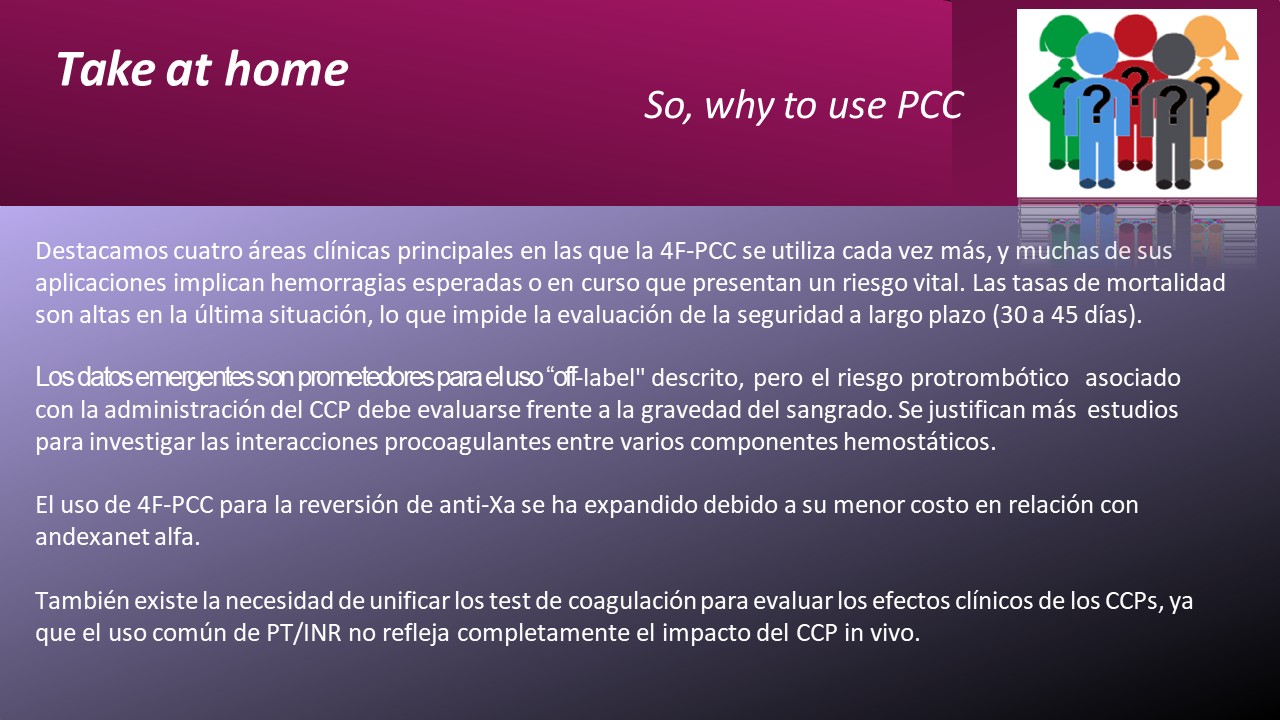 Take at home
So, why to use PCC
? ? ? ? ?
Destacamos cuatro áreas clínicas principales en las que la 4F-PCC se utiliza cada vez más, y muchas de sus
aplicaciones implican hemorragias esperadas o en curso que presentan un riesgo vital. Las tasas de mortalidad
son altas en la última situación, lo que impide la evaluación de la seguridad a largo plazo (30 a 45 días).
Los datos emergentes son prometedores para el uso “off-label" descrito, pero el riesgo protrombótico asociado
con la administración del CCP debe evaluarse frente a la gravedad del sangrado. Se justifican más estudios
para investigar las interacciones procoagulantes entre varios componentes hemostáticos.
El uso de 4F-PCC para la reversión de anti-Xa se ha expandido debido a su menor costo en relación con
andexanet alfa.
También existe la necesidad de unificar los test de coagulación para evaluar los efectos clínicos de los CCPs, ya
que el uso común de PT/INR no refleja completamente el impacto del CCP in vivo.